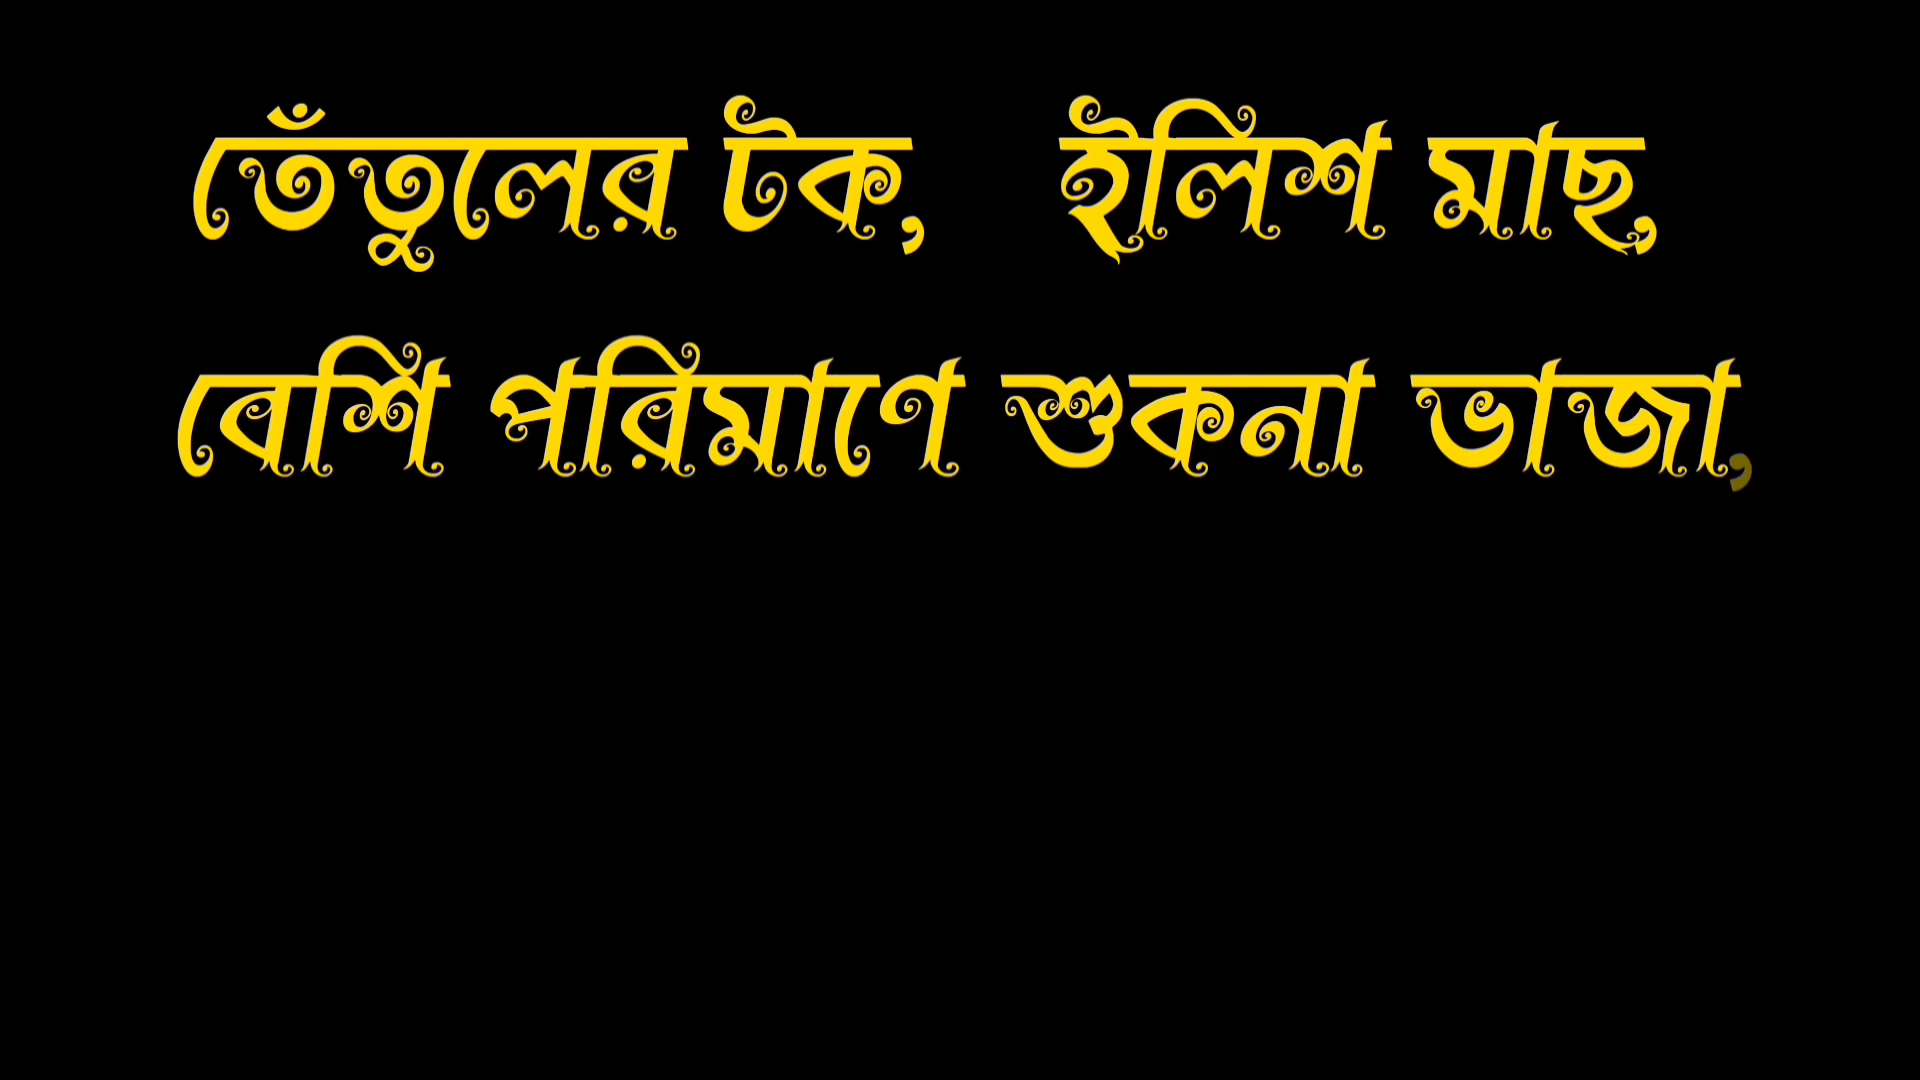 তেঁতুলের টক, ইলিশ মাছ,
বেশি পরিমাণে শুকনা ভাজা,